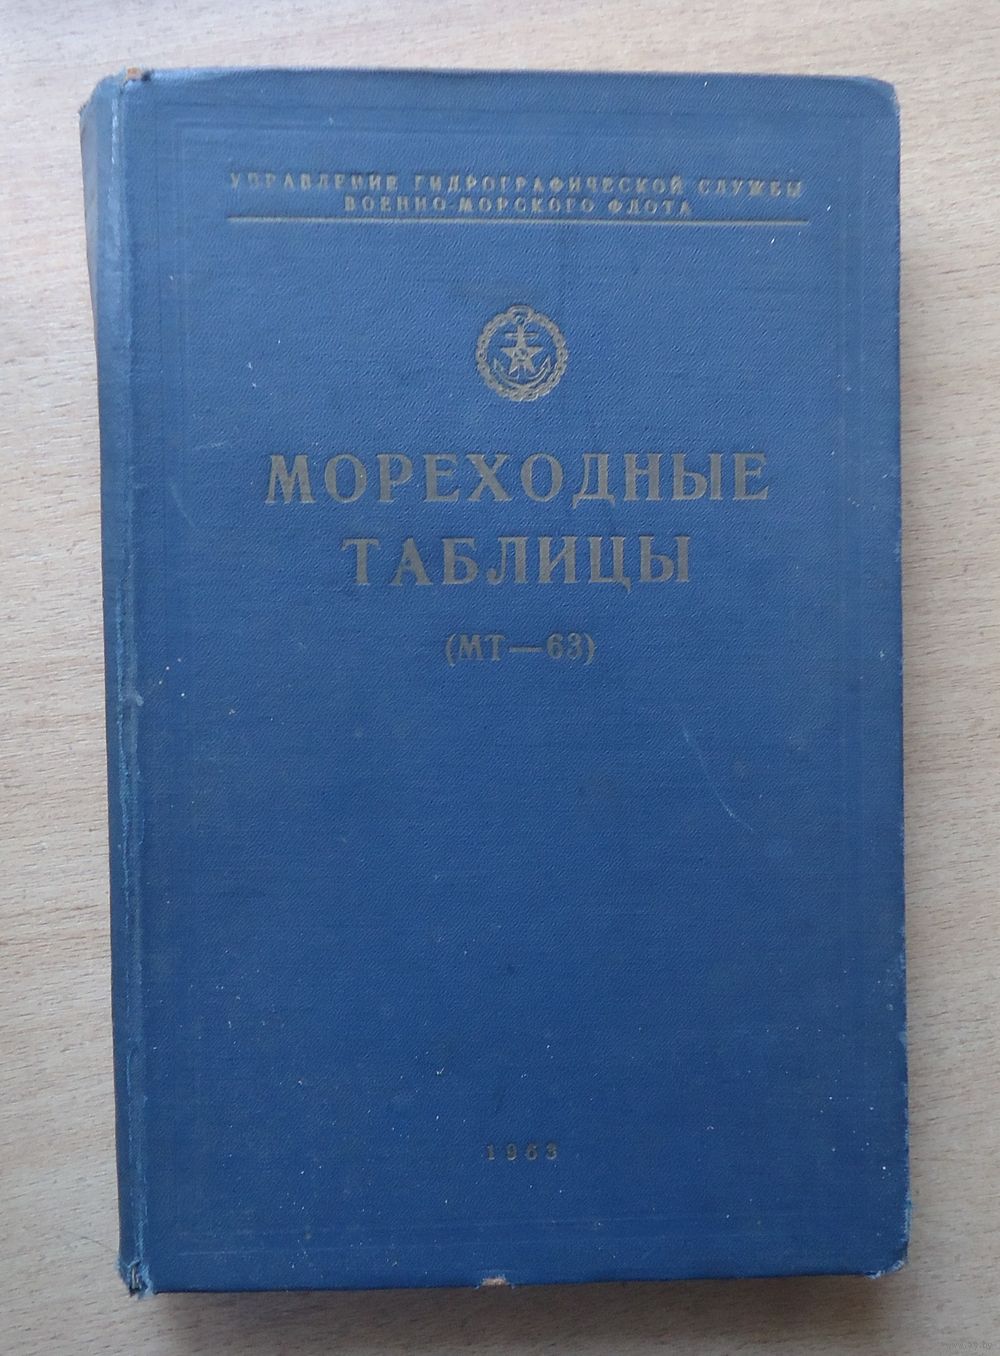 УПРАВЛЕНИЕ ГИДРОГРАФИЧЕСКОЙ СЛУЖБЫ
ВОЕННО-МОРСКОГО ФЛОТА
МОРЕХОДНЫЕ
ТАБЛИЦЫ
(МТ—63)
1963